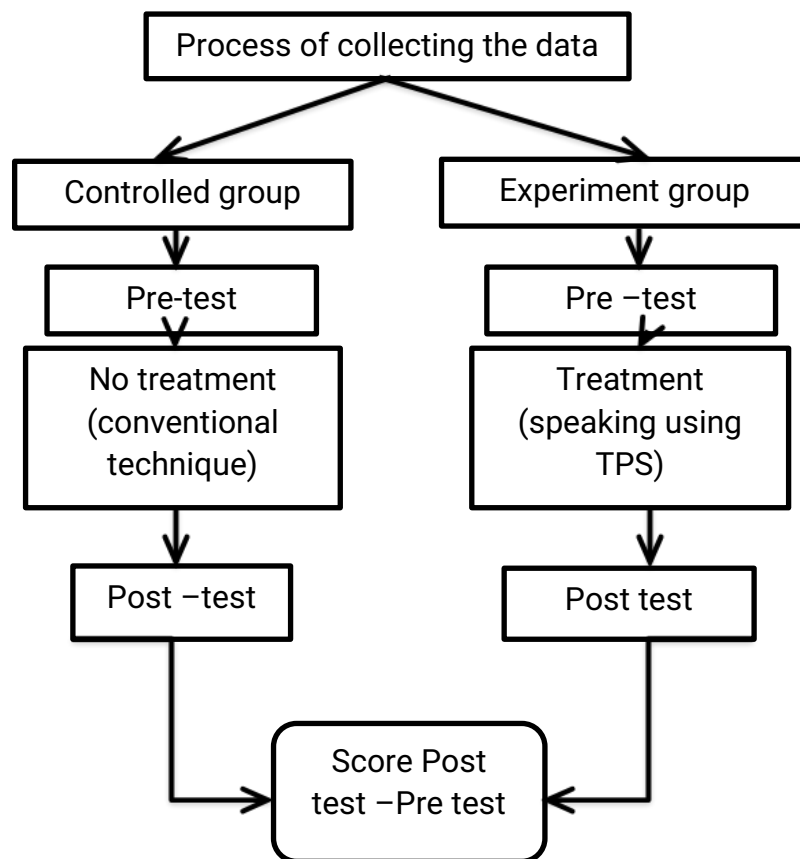 Process of collecting the data
Controlled group
Experiment group
Pre-test
Pre –test
No treatment
(conventional
technique)
Treatment
(speaking using
TPS)
Post –test
Post test
Score Post
test –Pre test